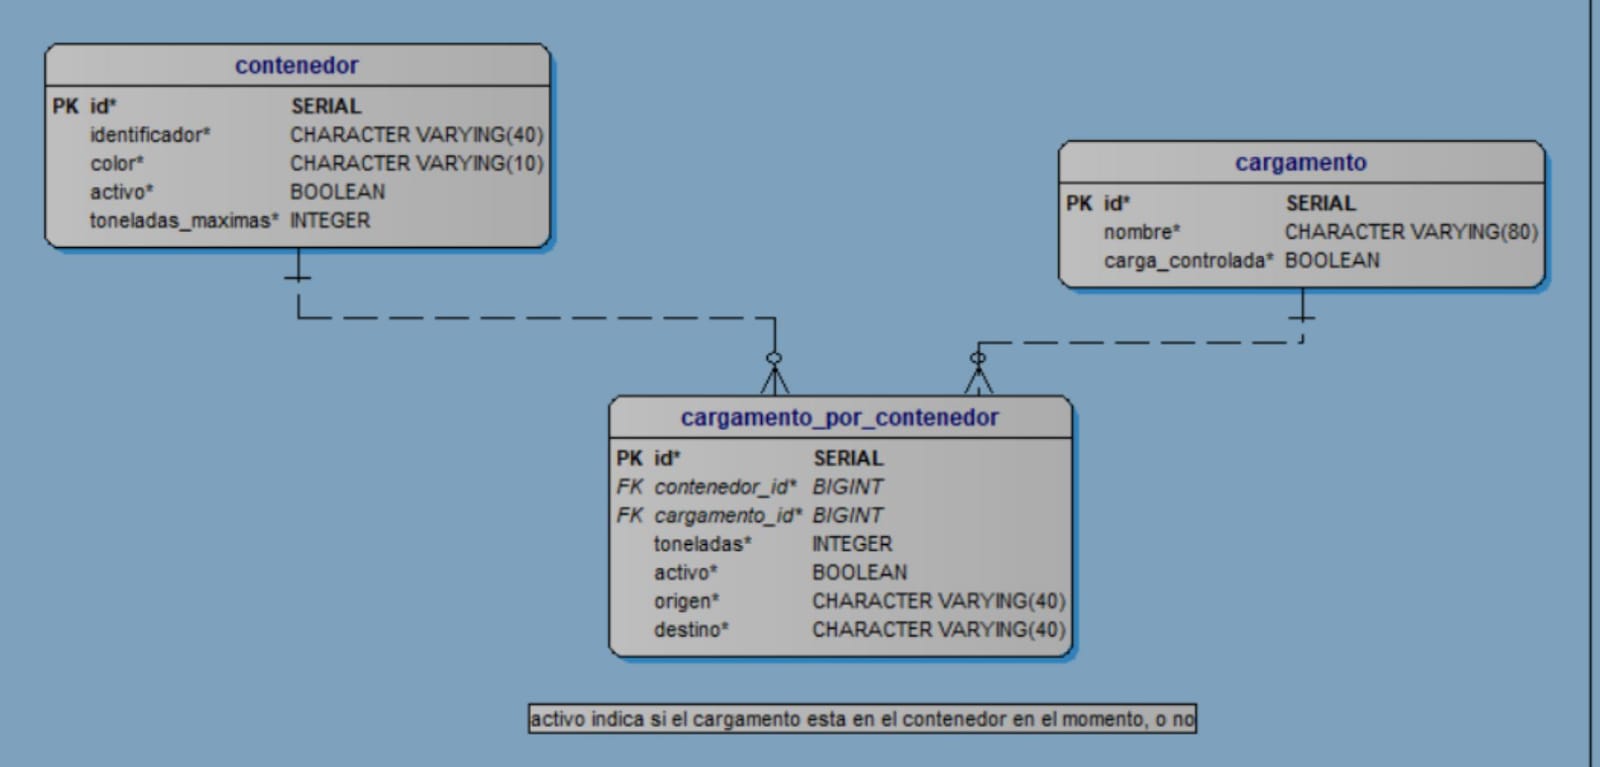 contenedor
PK id* SERIAL
identificador* CHARACTER VARYING(40)
color* CHARACTER VARYING(10)
activo* BOOLEAN
toneladas_maximas* INTEGER
cargamento
PK id* SERIAL
nombre* CHARACTER VARYING(80)
carga_controlada* BOOLEAN
cargamento_por_contenedor
PK id* SERIAL
FK contenedor_id* BIGINT
FK cargamento_id* BIGINT
toneladas* INTEGER
activo* BOOLEAN
origen* CHARACTER VARYING(40)
destino* CHARACTER VARYING(40)
activo indica si el cargamento esta en el contenedor en el momento, o no